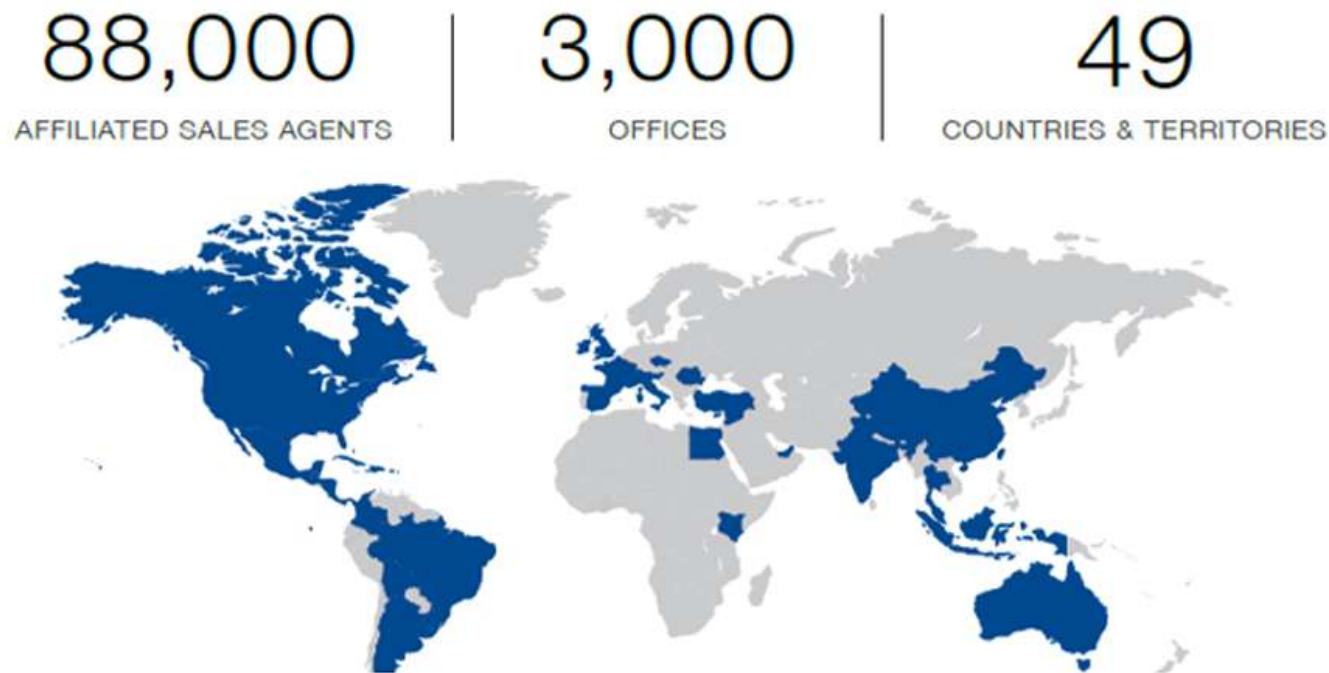 88,000
AFFILIATED SALES AGENTS
3,000
OFFICES
49
COUNTRIES & TERRITORIES